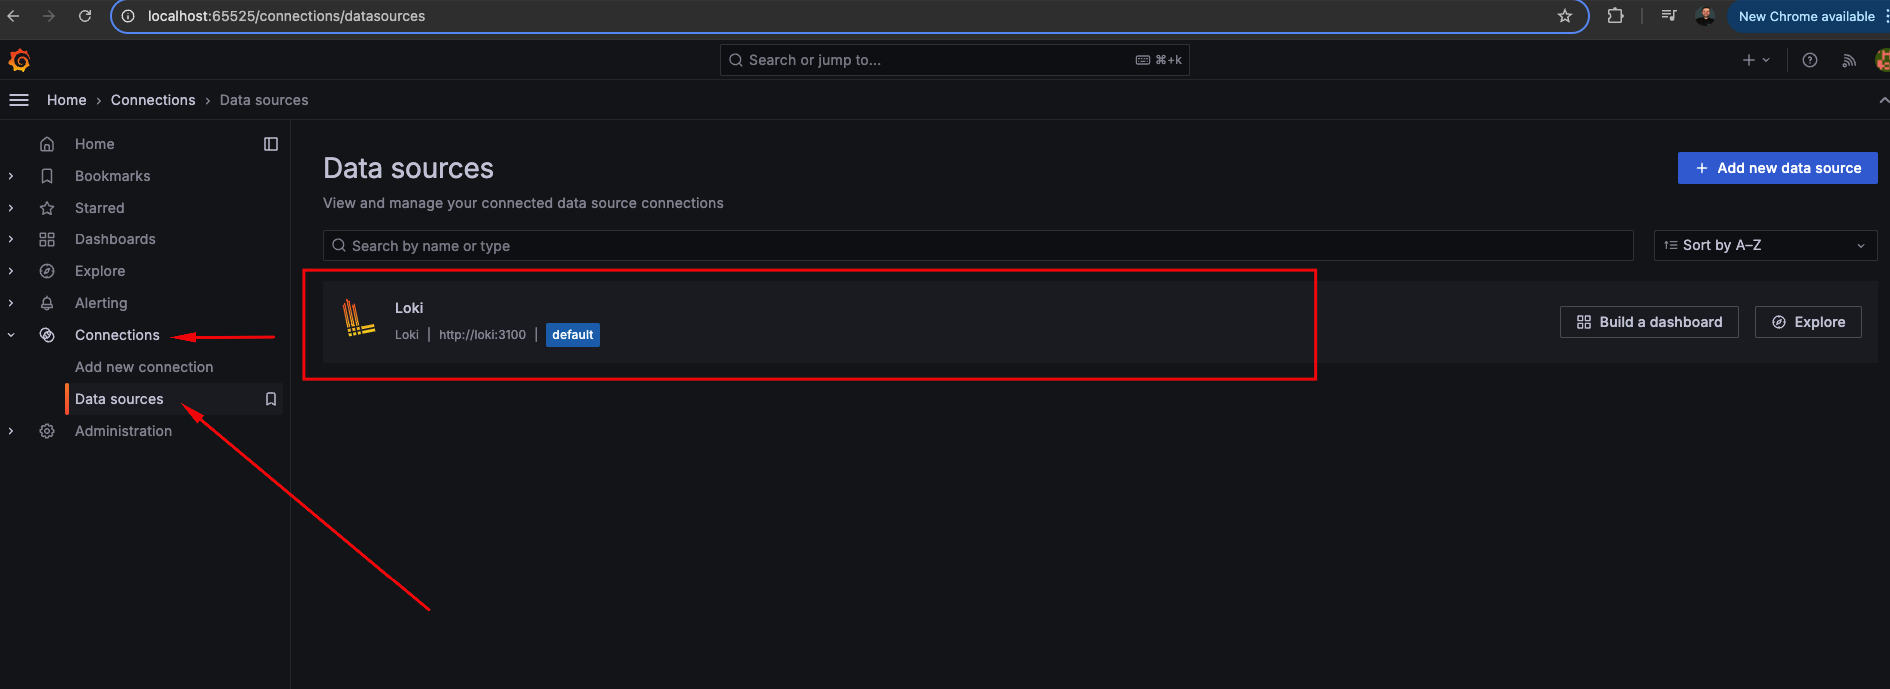 localhost:65525/connections/datasources
New Chrome available
Search or jump to...
⌘+k
Home › Connections › Data sources
Home
Bookmarks
Starred
Dashboards
Explore
Alerting
Connections
Add new connection
Data sources
Administration
Data sources
+ Add new data source
View and manage your connected data source connections
Search by name or type
Sort by A–Z
Loki
Loki | http://loki:3100 | default
Build a dashboard
Explore